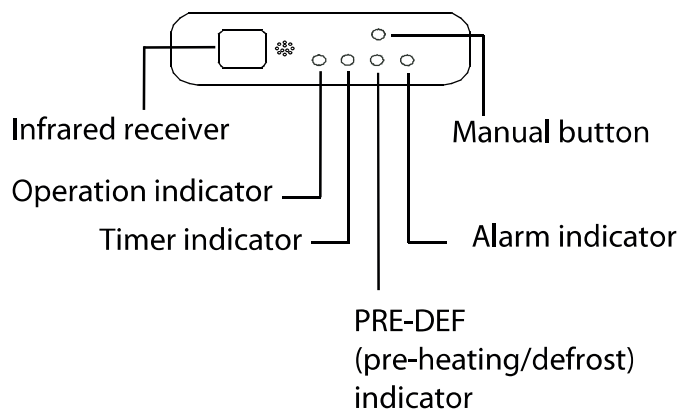 Infrared receiver
Manual button
Operation indicator
Timer indicator
Alarm indicator
PRE-DEF
(pre-heating/defrost)
indicator